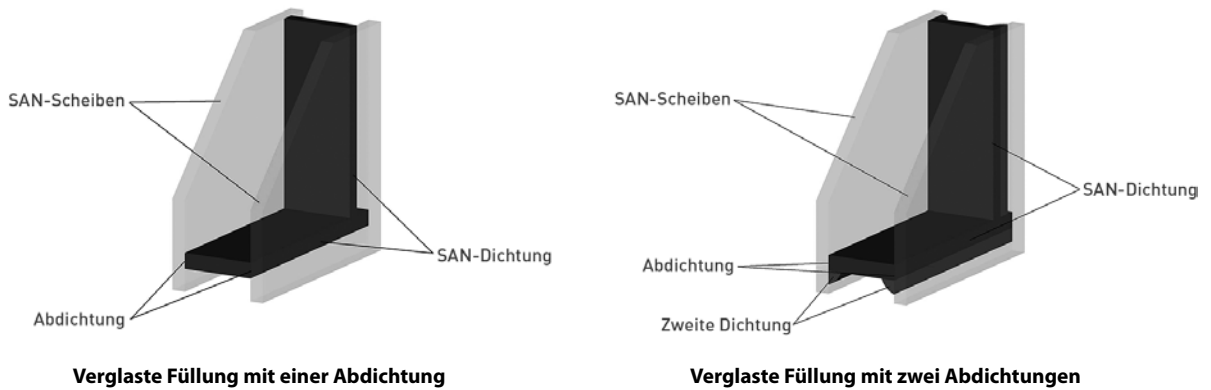 SAN-Scheiben
SAN-Dichtung
Abdichtung
Verglaste Füllung mit einer Abdichtung
SAN-Scheiben
SAN-Dichtung
Abdichtung
Zweite Dichtung
Verglaste Füllung mit zwei Abdichtungen